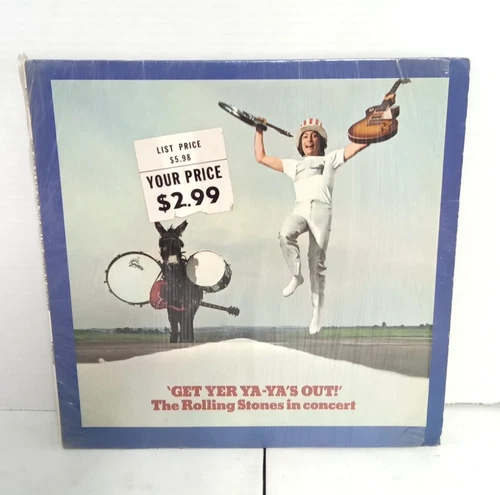 LIST PRICE
$5.98
YOUR PRICE
$2.99
'GET YER YA-YA'S OUT!'
The Rolling Stones in concert